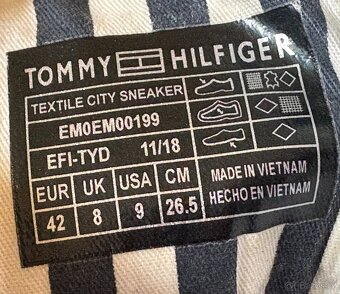 TOMMY HILFIGER
TEXTILE CITY SNEAKER
EM0EM00199
EFI-TYD 11/18
EUR UK USA CM
42 8 9 26.5
MADE IN VIETNAM
HECHO EN VIETNAM